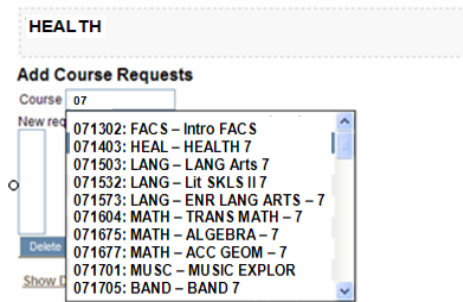 HEALTH
Add Course Requests
Course 07
New req
071302: FACS – Intro FACS
071403: HEAL – HEALTH 7
071503: LANG – LANG Arts 7
071532: LANG – Lit SKLS II 7
071573: LANG – ENR LANG ARTS – 7
071604: MATH – TRANS MATH – 7
071675: MATH – ALGEBRA – 7
071677: MATH – ACC GEOM – 7
071701: MUSC – MUSIC EXPLOR
071705: BAND – BAND 7
Delete
Show D